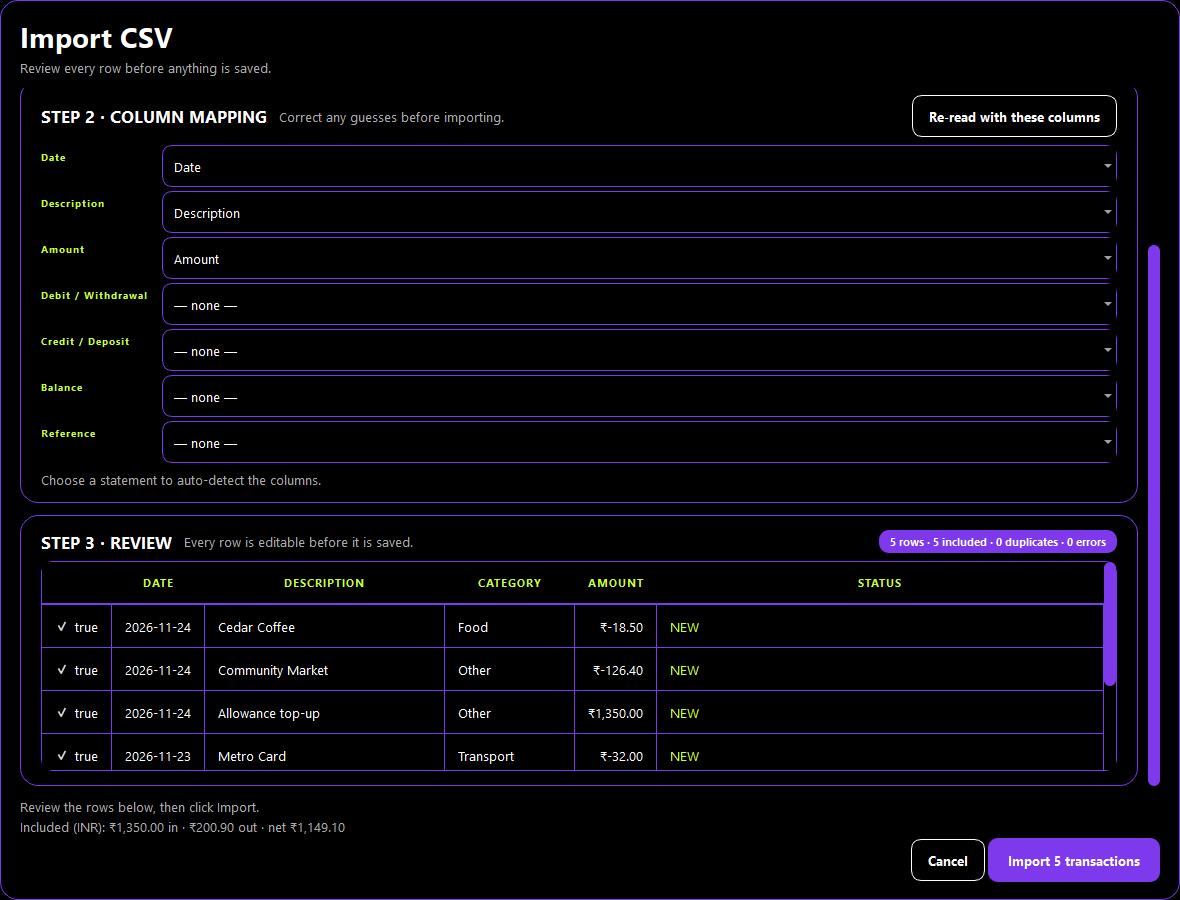 Import CSV
Review every row before anything is saved.
STEP 2 · COLUMN MAPPING Correct any guesses before importing. Re-read with these columns
Date Date
Description Description
Amount Amount
Debit / Withdrawal — none —
Credit / Deposit — none —
Balance — none —
Reference — none —
Choose a statement to auto-detect the columns.
STEP 3 · REVIEW Every row is editable before it is saved. 5 rows · 5 included · 0 duplicates · 0 errors
DATE DESCRIPTION CATEGORY AMOUNT STATUS
✓ true 2026-11-24 Cedar Coffee Food ₹-18.50 NEW
✓ true 2026-11-24 Community Market Other ₹-126.40 NEW
✓ true 2026-11-24 Allowance top-up Other ₹1,350.00 NEW
✓ true 2026-11-23 Metro Card Transport ₹-32.00 NEW
Review the rows below, then click Import.
Included (INR): ₹1,350.00 in · ₹200.90 out · net ₹1,149.10
Cancel Import 5 transactions